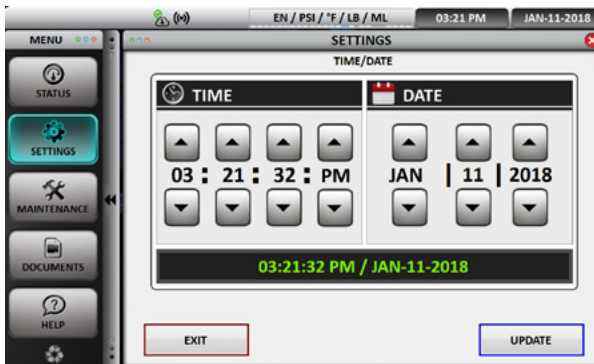 EN / PSI / °F / LB / ML
03:21 PM
JAN-11-2018
MENU
SETTINGS
TIME/DATE
STATUS
SETTINGS
MAINTENANCE
DOCUMENTS
HELP
TIME
DATE
03 : 21 : 32 : PM
JAN | 11 | 2018
03:21:32 PM / JAN-11-2018
EXIT
UPDATE